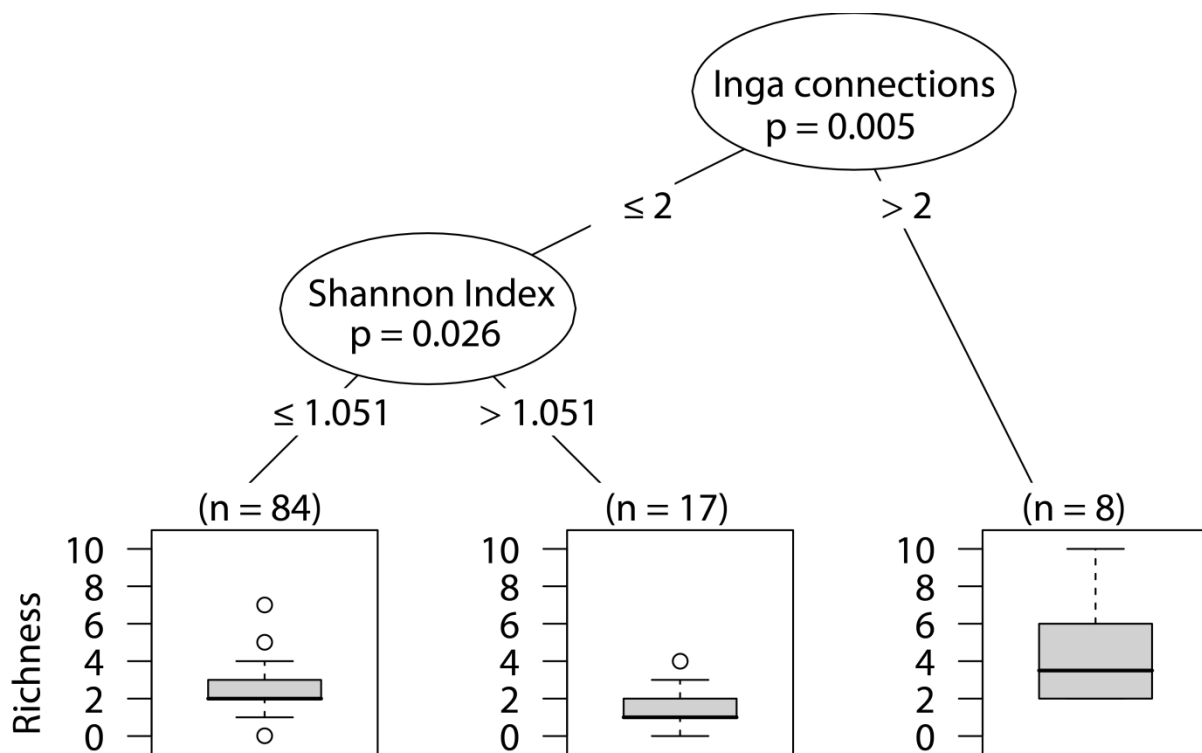 Inga connections
p = 0.005
≤ 2
> 2
Shannon Index
p = 0.026
≤ 1.051
> 1.051
(n = 84)
(n = 17)
(n = 8)
Richness
10
8
6
4
2
0
10
8
6
4
2
0
10
8
6
4
2
0